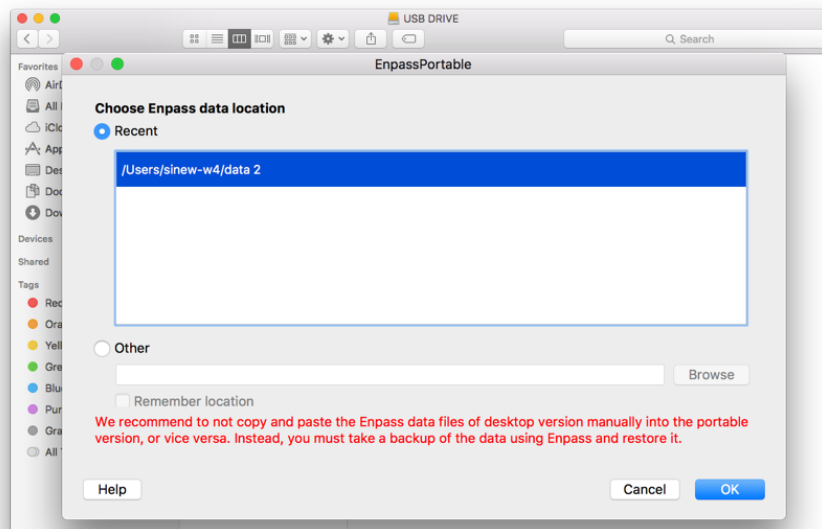 USB DRIVE
Search
EnpassPortable
Favorites
All
Devices
Shared
Tags
All
Choose Enpass data location
Recent
/Users/sinew-w4/data 2
Other
Browse
Remember location
We recommend to not copy and paste the Enpass data files of desktop version manually into the portable
version, or vice versa. Instead, you must take a backup of the data using Enpass and restore it.
Help
Cancel
OK